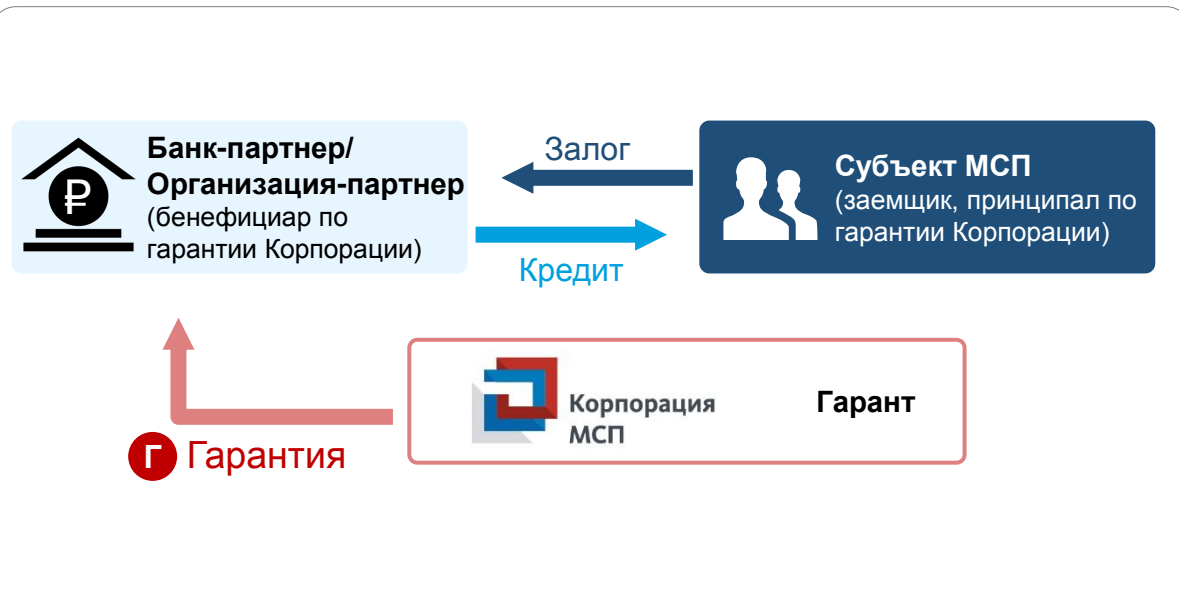 Банк-партнер/
Организация-партнер
(бенефициар по
гарантии Корпорации)
Залог
Кредит
Субъект МСП
(заемщик, принципал по
гарантии Корпорации)
Корпорация
МСП
Гарант
Г Гарантия